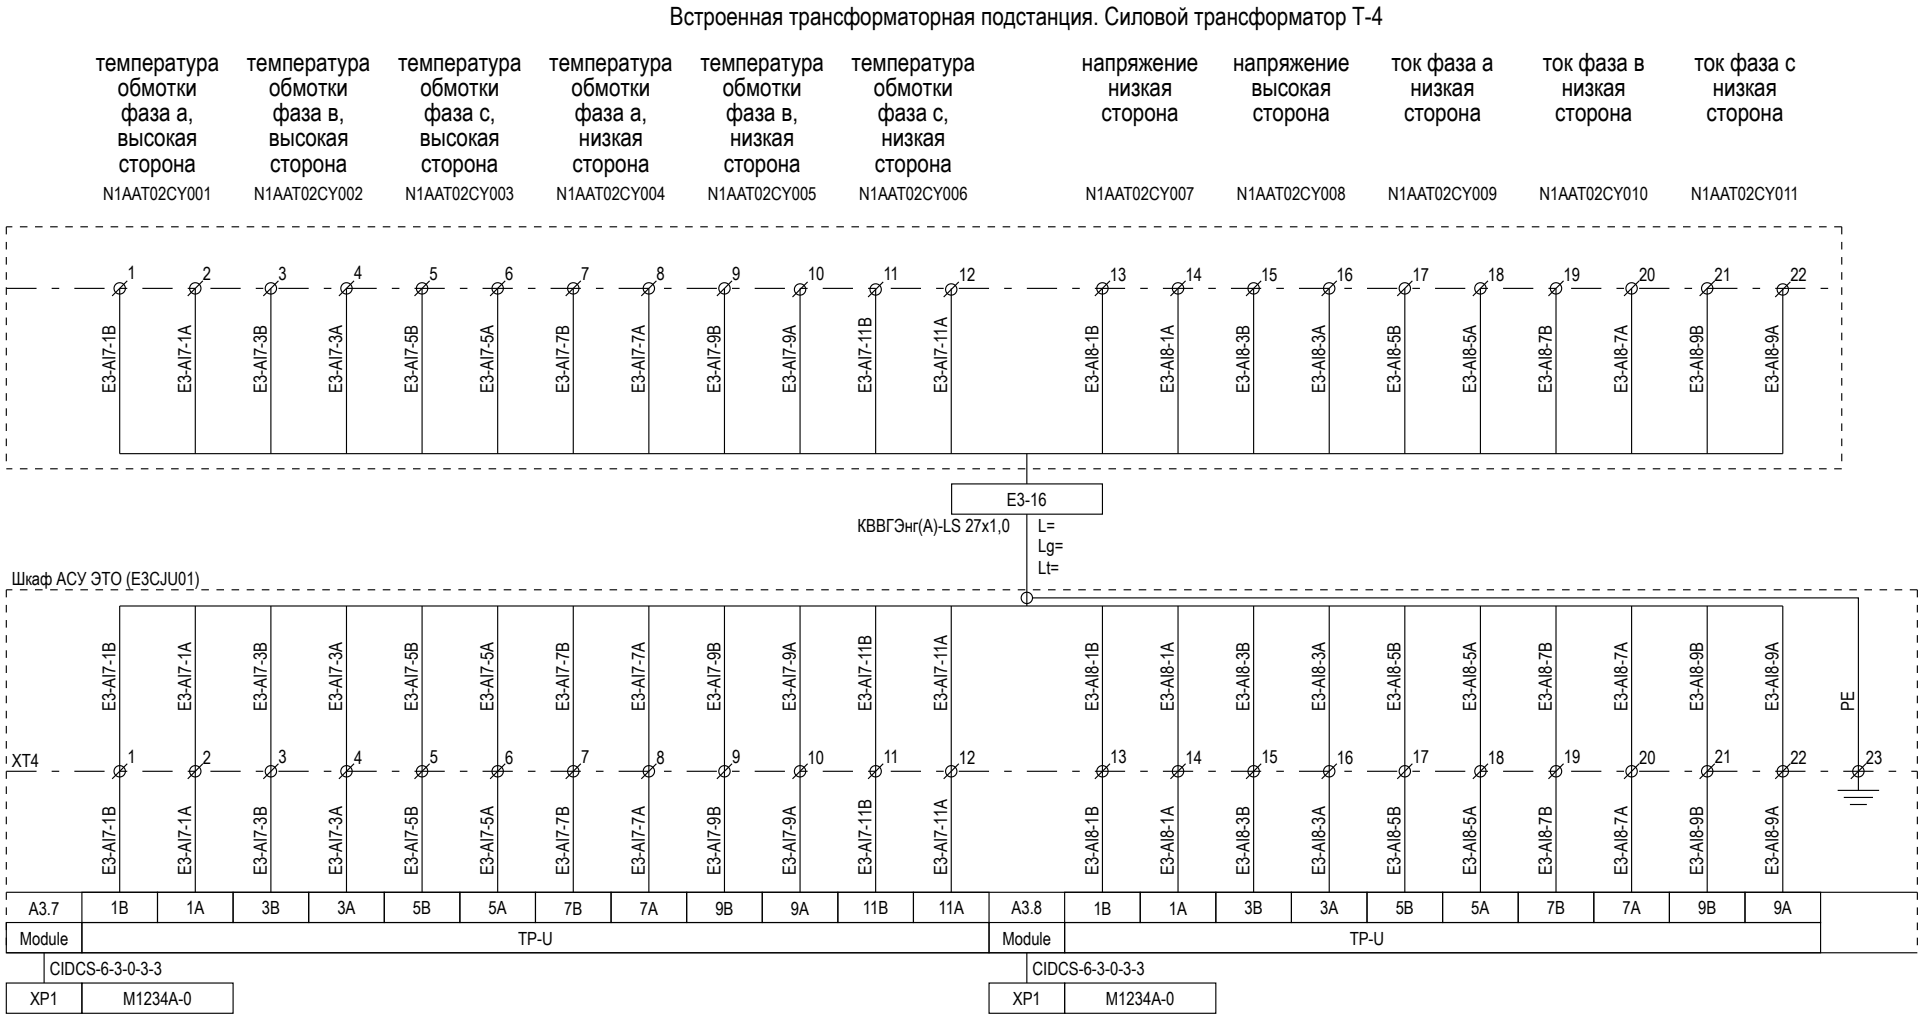 Встроенная трансформаторная подстанция. Силовой трансформатор Т-4
температура обмотки фаза а, высокая сторона
температура обмотки фаза в, высокая сторона
температура обмотки фаза с, высокая сторона
температура обмотки фаза а, низкая сторона
температура обмотки фаза в, низкая сторона
температура обмотки фаза с, низкая сторона
напряжение низкая сторона
напряжение высокая сторона
ток фаза а низкая сторона
ток фаза в низкая сторона
ток фаза с низкая сторона
N1AAT02CY001 N1AAT02CY002 N1AAT02CY003 N1AAT02CY004 N1AAT02CY005 N1AAT02CY006 N1AAT02CY007 N1AAT02CY008 N1AAT02CY009 N1AAT02CY010 N1AAT02CY011
1 2 3 4 5 6 7 8 9 10 11 12 13 14 15 16 17 18 19 20 21 22
E3-AI7-1B E3-AI7-1A E3-AI7-3B E3-AI7-3A E3-AI7-5B E3-AI7-5A E3-AI7-7B E3-AI7-7A E3-AI7-9B E3-AI7-9A E3-AI7-11B E3-AI7-11A E3-AI8-1B E3-AI8-1A E3-AI8-3B E3-AI8-3A E3-AI8-5B E3-AI8-5A E3-AI8-7B E3-AI8-7A E3-AI8-9B E3-AI8-9A
E3-16
КВВГЭнг(А)-LS 27х1,0 L=
Lg=
Lt=
Шкаф АСУ ЭТО (E3CJU01)
E3-AI7-1B E3-AI7-1A E3-AI7-3B E3-AI7-3A E3-AI7-5B E3-AI7-5A E3-AI7-7B E3-AI7-7A E3-AI7-9B E3-AI7-9A E3-AI7-11B E3-AI7-11A E3-AI8-1B E3-AI8-1A E3-AI8-3B E3-AI8-3A E3-AI8-5B E3-AI8-5A E3-AI8-7B E3-AI8-7A E3-AI8-9B E3-AI8-9A PE
XT4 1 2 3 4 5 6 7 8 9 10 11 12 13 14 15 16 17 18 19 20 21 22 23
E3-AI7-1B E3-AI7-1A E3-AI7-3B E3-AI7-3A E3-AI7-5B E3-AI7-5A E3-AI7-7B E3-AI7-7A E3-AI7-9B E3-AI7-9A E3-AI7-11B E3-AI7-11A E3-AI8-1B E3-AI8-1A E3-AI8-3B E3-AI8-3A E3-AI8-5B E3-AI8-5A E3-AI8-7B E3-AI8-7A E3-AI8-9B E3-AI8-9A
A3.7 1B 1A 3B 3A 5B 5A 7B 7A 9B 9A 11B 11A A3.8 1B 1A 3B 3A 5B 5A 7B 7A 9B 9A
Module TP-U Module TP-U
CIDCS-6-3-0-3-3 CIDCS-6-3-0-3-3
XP1 M1234A-0 XP1 M1234A-0